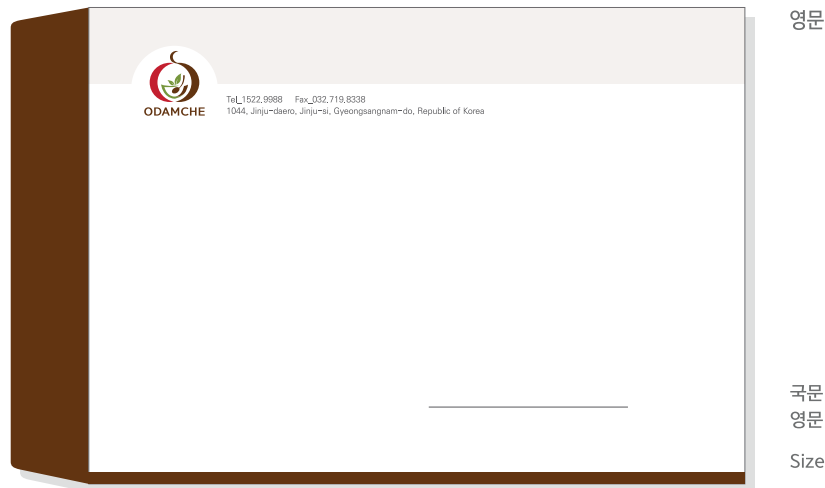 영문
ODAMCHE
Tel_1522.9988 Fax_032.719.8338
1044, Jinju-daero, Jinju-si, Gyeongsangnam-do, Republic of Korea
국문
영문
Size